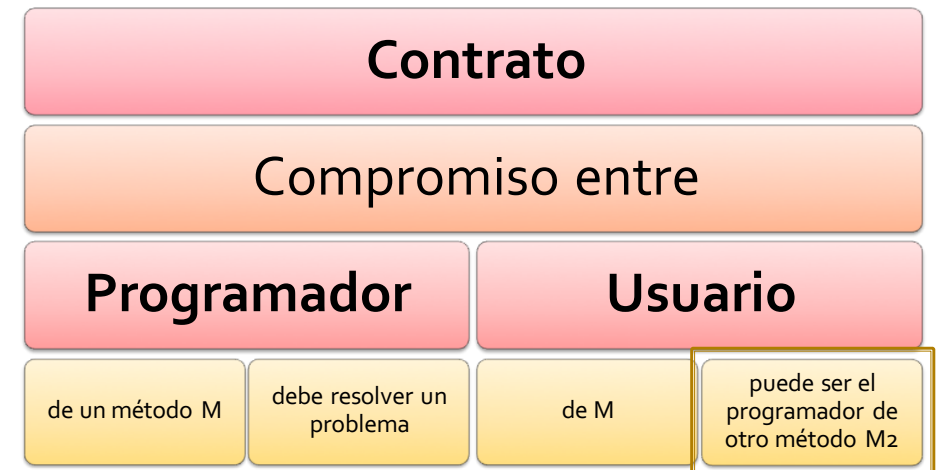 Contrato
Compromiso entre
Programador
Usuario
de un método M
debe resolver un
problema
de M
puede ser el
programador de
otro método M2